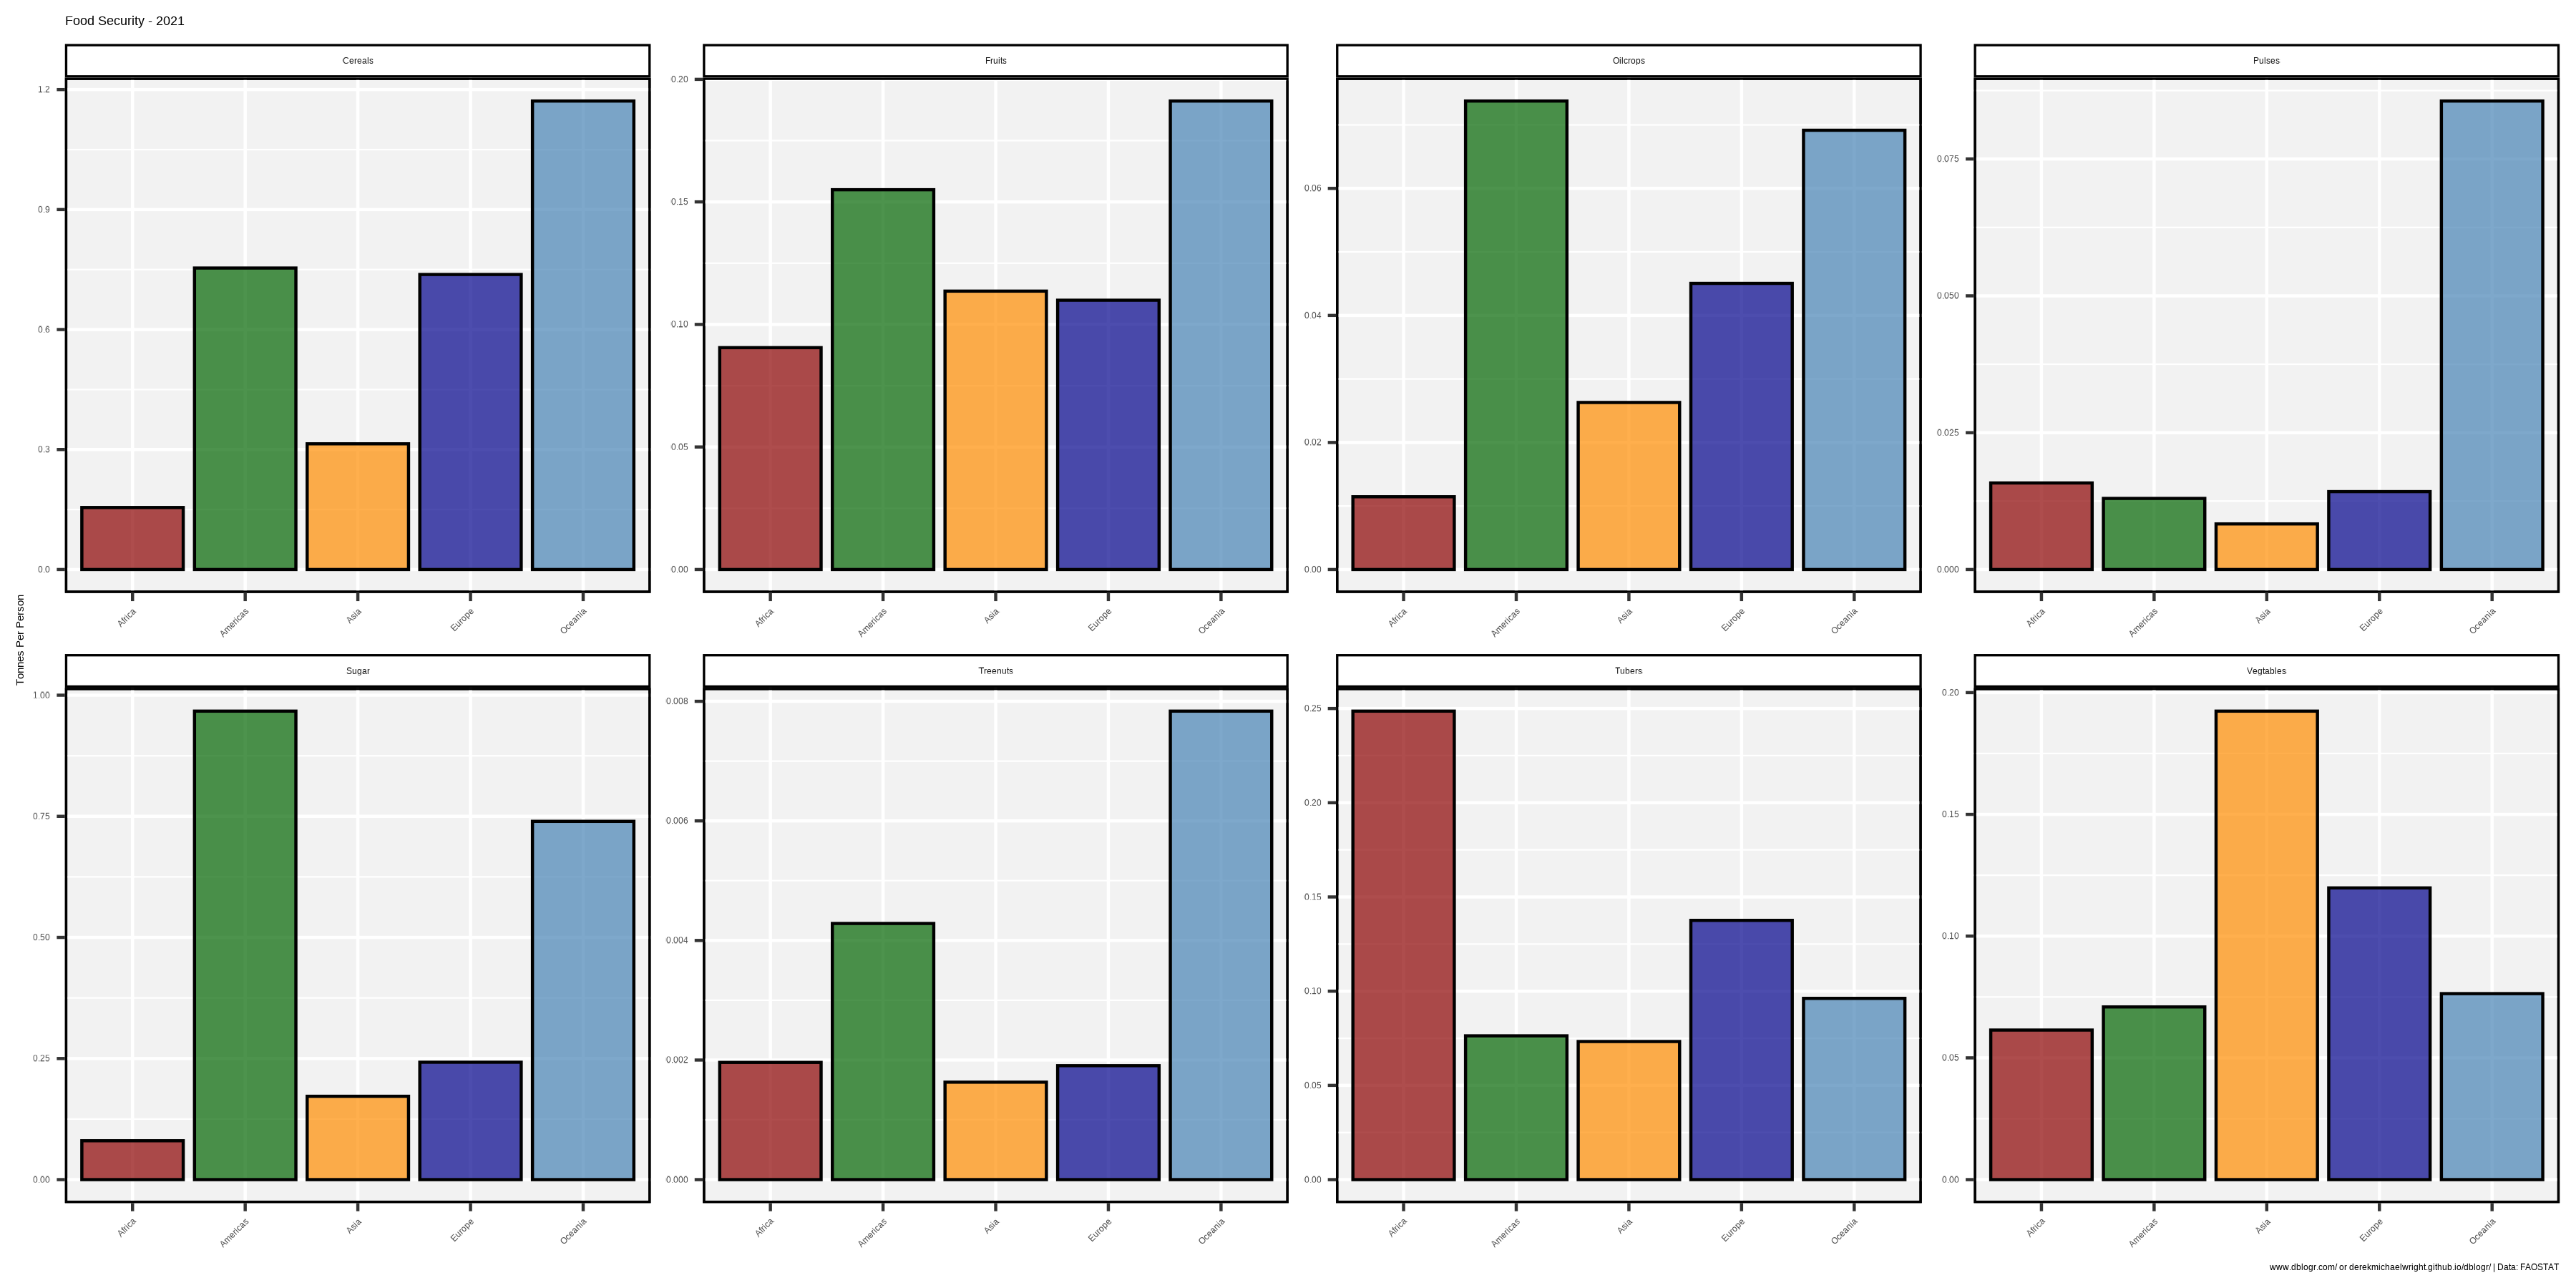 Food Security - 2021
Tonnes Per Person
Cereals
1.2
0.9
0.6
0.3
0.0
Africa
Americas
Asia
Europe
Oceania
Fruits
0.20
0.15
0.10
0.05
0.00
Africa
Americas
Asia
Europe
Oceania
Oilcrops
0.06
0.04
0.02
0.00
Africa
Americas
Asia
Europe
Oceania
Pulses
0.075
0.050
0.025
0.000
Africa
Americas
Asia
Europe
Oceania
Sugar
1.00
0.75
0.50
0.25
0.00
Africa
Americas
Asia
Europe
Oceania
Treenuts
0.008
0.006
0.004
0.002
0.000
Africa
Americas
Asia
Europe
Oceania
Tubers
0.25
0.20
0.15
0.10
0.05
0.00
Africa
Americas
Asia
Europe
Oceania
Vegtables
0.20
0.15
0.10
0.05
0.00
Africa
Americas
Asia
Europe
Oceania
www.dblogr.com/ or derekmichaelwright.github.io/dblogr/ | Data: FAOSTAT